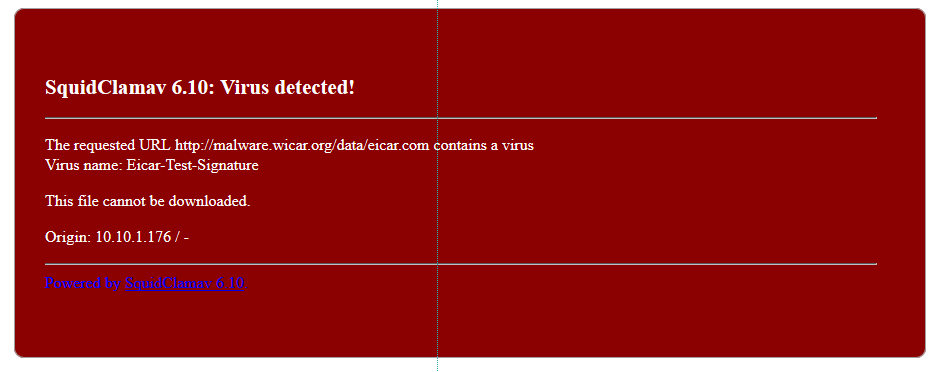 SquidClamav 6.10: Virus detected!
The requested URL http://malware.wicar.org/data/eicar.com contains a virus
Virus name: Eicar-Test-Signature
This file cannot be downloaded.
Origin: 10.10.1.176 / -
Powered by SquidClamav 6.10